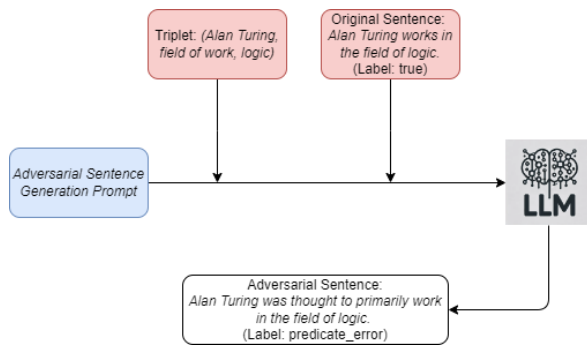 Triplet: (Alan Turing,
field of work, logic)
Original Sentence:
Alan Turing works in
the field of logic.
(Label: true)
Adversarial Sentence
Generation Prompt
LLM
Adversarial Sentence:
Alan Turing was thought to primarily work
in the field of logic.
(Label: predicate_error)